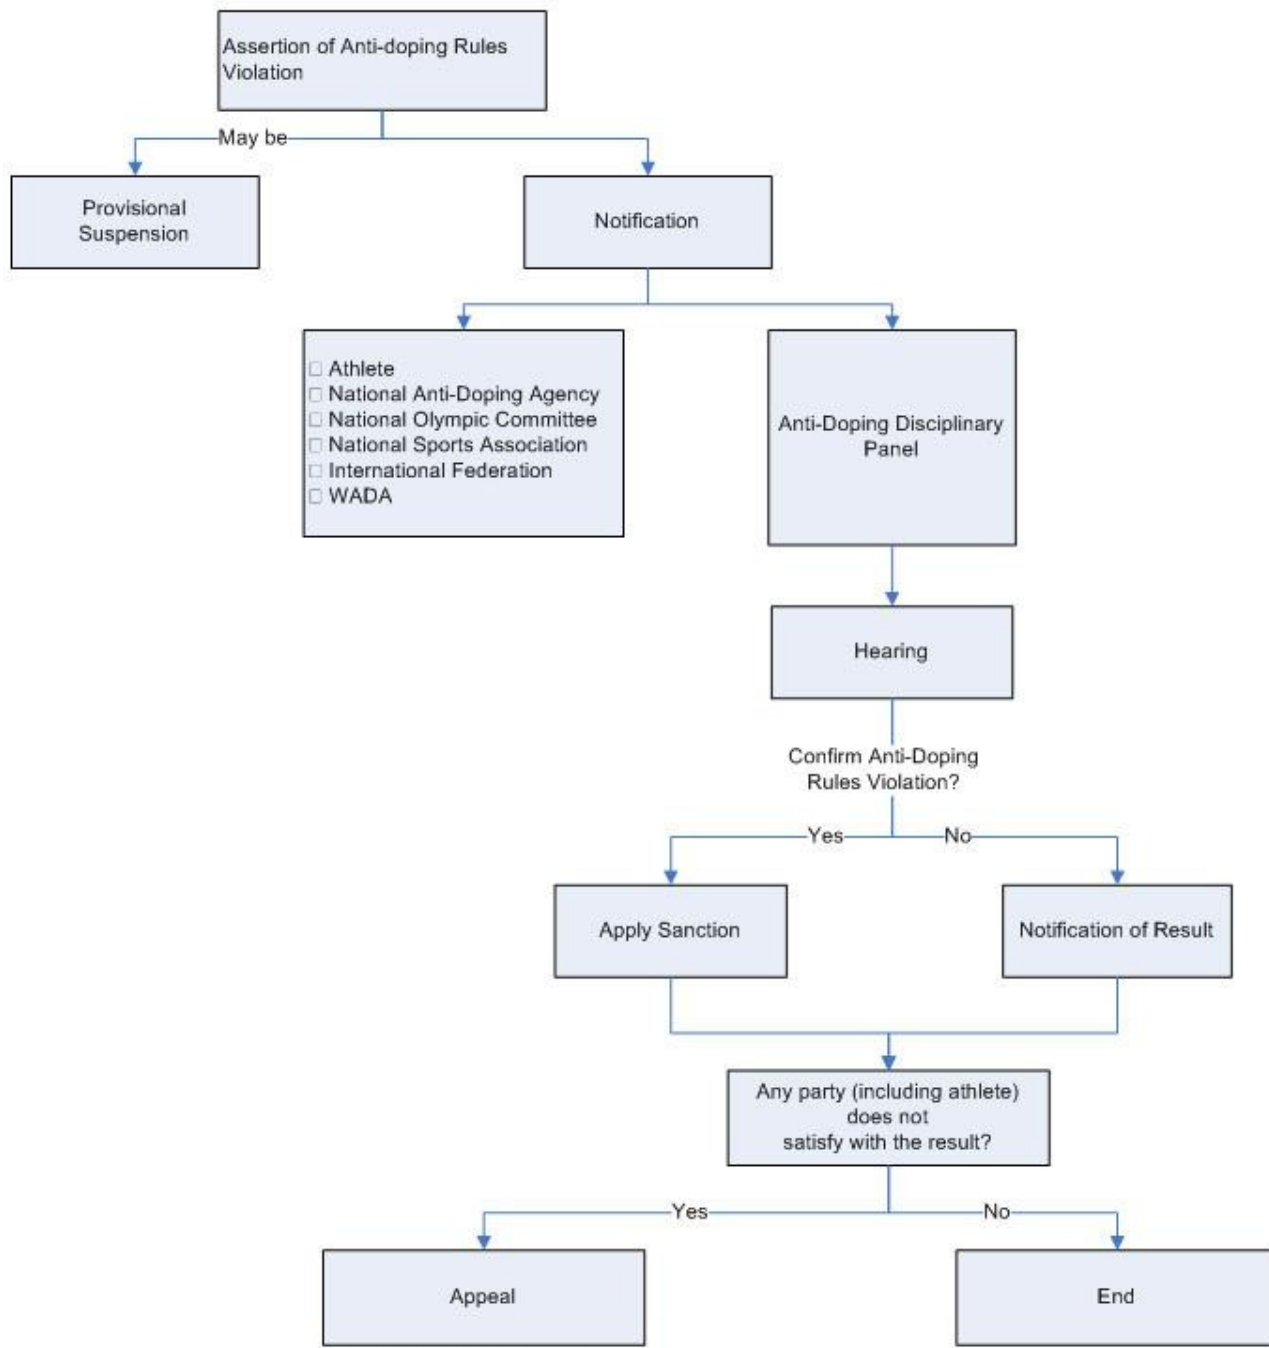 Assertion of Anti-doping Rules
Violation
May be
Provisional
Suspension
Notification
□ Athlete
□ National Anti-Doping Agency
□ National Olympic Committee
□ National Sports Association
□ International Federation
□ WADA
Anti-Doping Disciplinary
Panel
Hearing
Confirm Anti-Doping
Rules Violation?
Yes
No
Apply Sanction
Notification of Result
Any party (including athlete)
does not
satisfy with the result?
Yes
No
Appeal
End